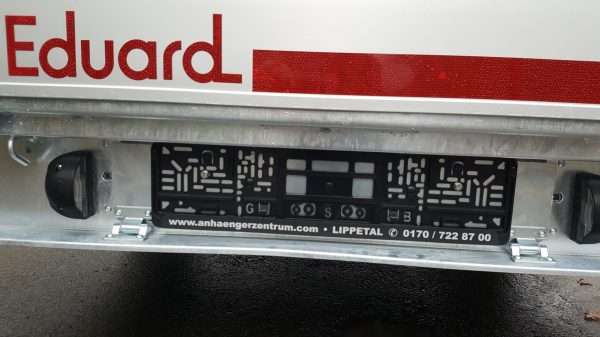 Eduard
G S B
www.anhaengerzentrum.com • LIPPETAL ✆ 0170 / 722 87 00